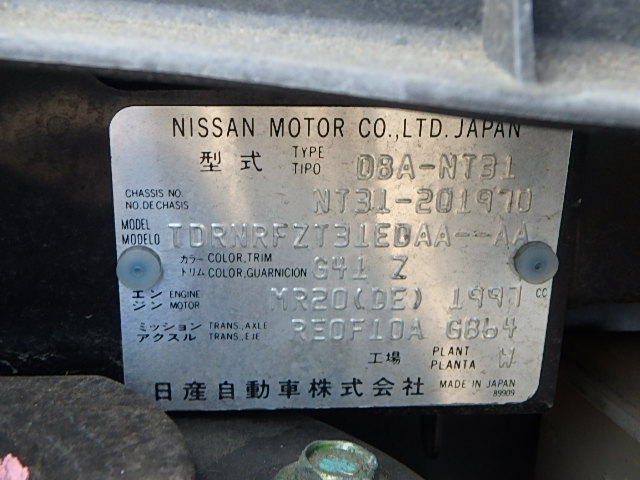 NISSAN MOTOR CO.,LTD. JAPAN
型式 TYPE TIPO DBA-NT31
CHASSIS NO. NO. DE CHASIS NT31-201970
MODEL MODELO TDRNRFZT31EDAA--AA
カラー COLOR,TRIM トリム COLOR,GUARNICION G41 Z
エンジン ENGINE MOTOR MR20(DE) 1997 CC
ミッション TRANS.,AXLE アクスル TRANS.,EJE RE0F10A G864
工場 PLANT PLANTA W
日産自動車株式会社 MADE IN JAPAN
89909